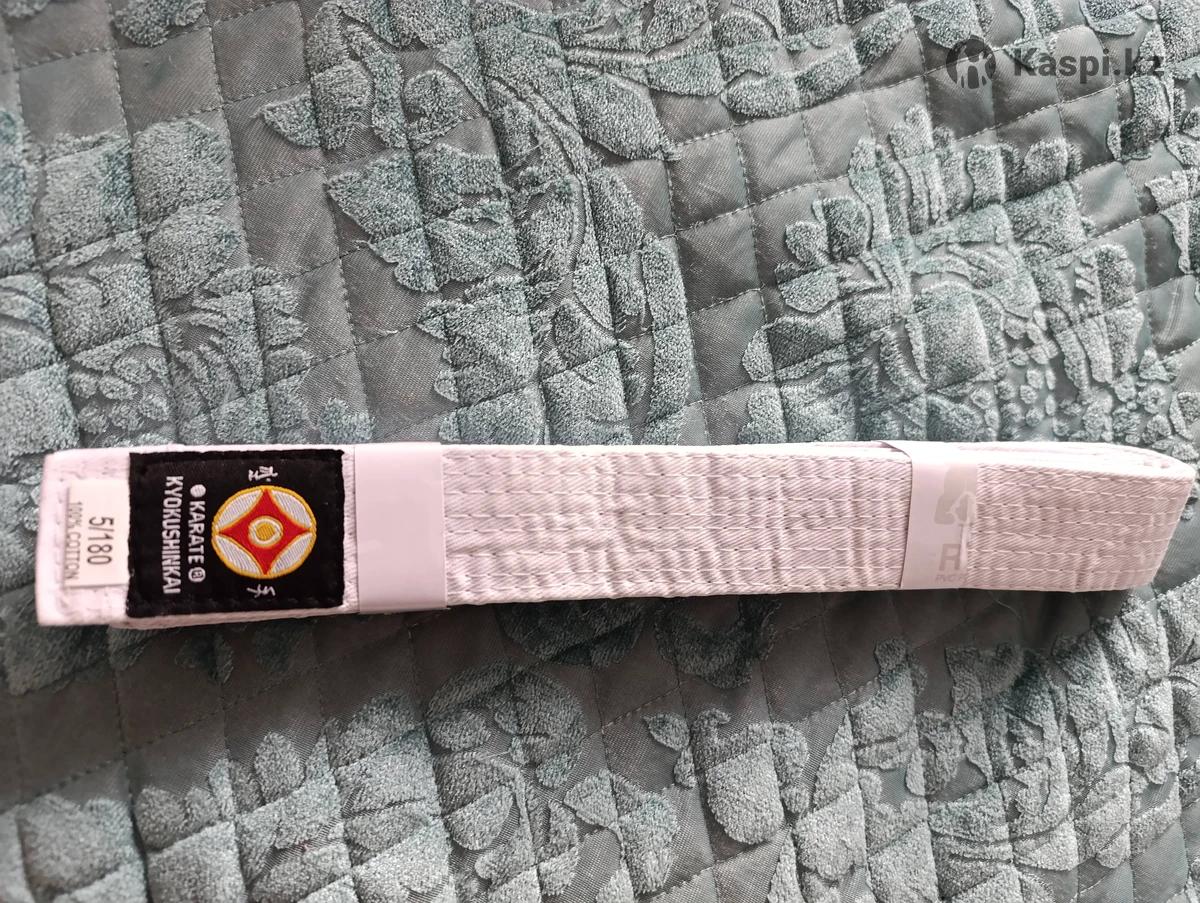 Kaspi.kz
5/180
100% COTTON
KARATE
KYOKUSHINKAI